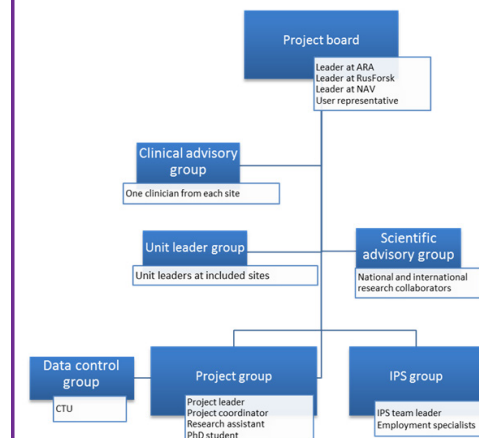 Project board
Leader at ARA
Leader at RusForsk
Leader at NAV
User representative
Clinical advisory
group
One clinician from each site
Unit leader group
Unit leaders at included sites
Scientific
advisory group
National and international
research collaborators
Data control
group
CTU
Project group
Project leader
Project coordinator
Research assistant
PhD student
IPS group
IPS team leader
Employment specialists